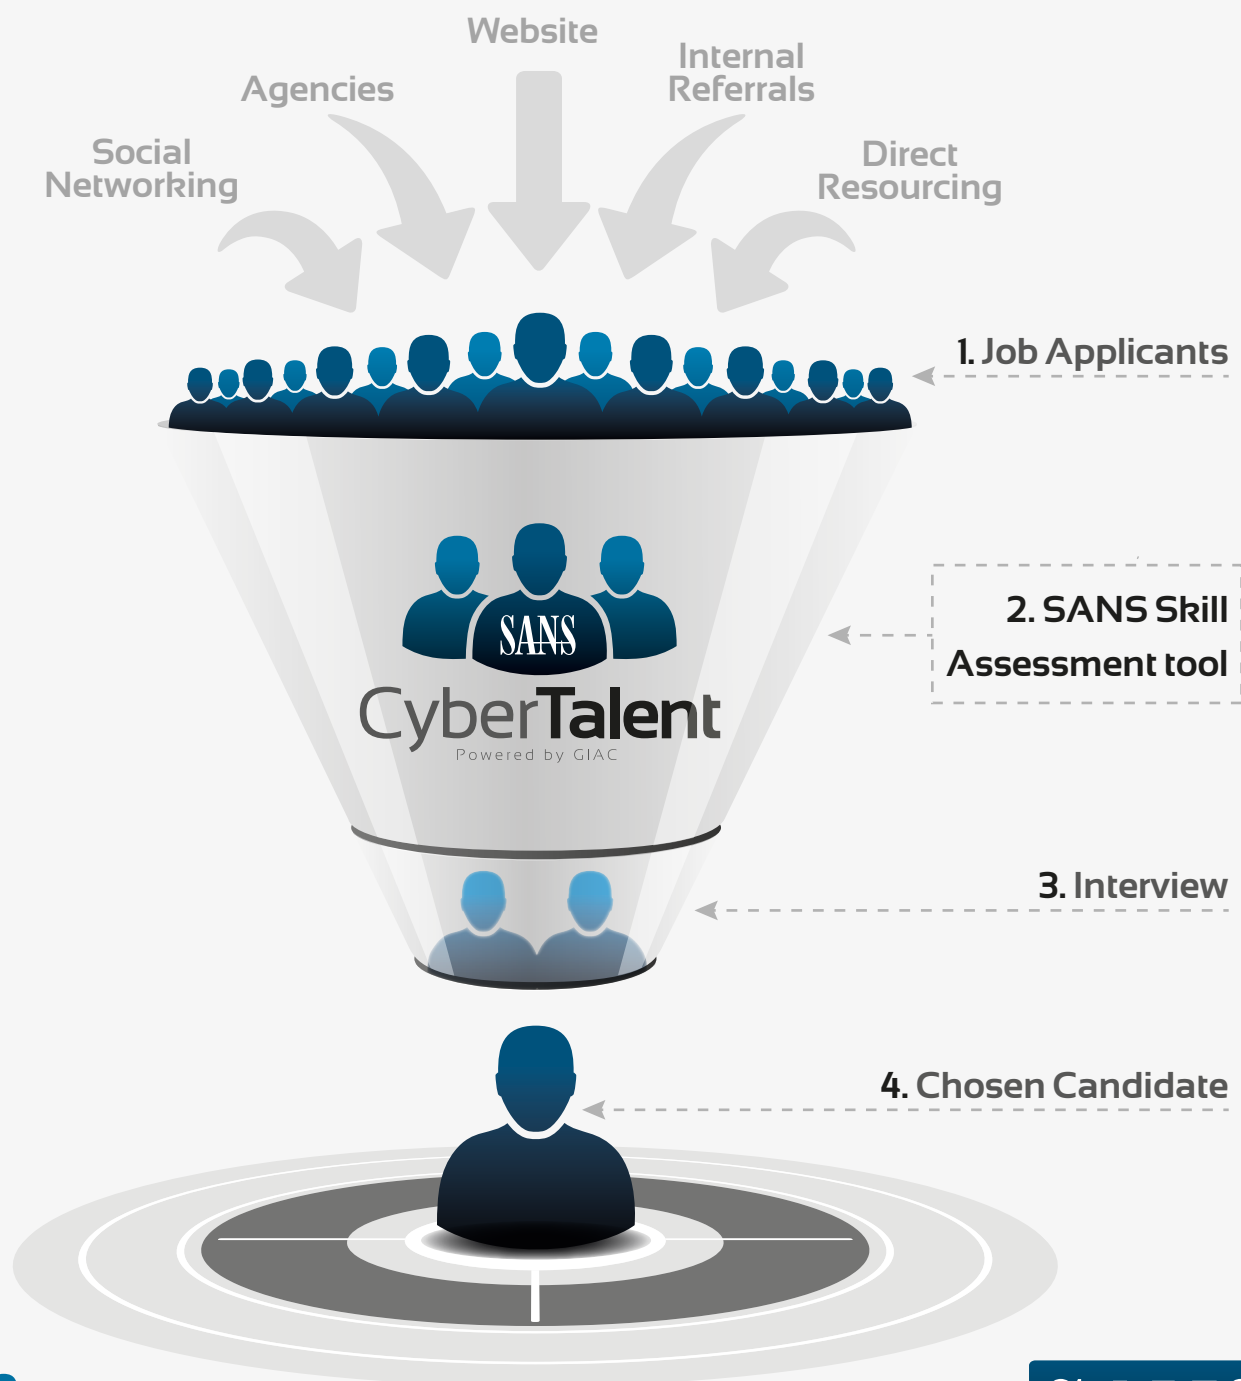 Website
Internal
Referrals
Agencies
Social
Networking
Direct
Resourcing
1. Job Applicants
SANS
2. SANS Skill
Assessment tool
CyberTalent
Powered by GIAC
3. Interview
4. Chosen Candidate